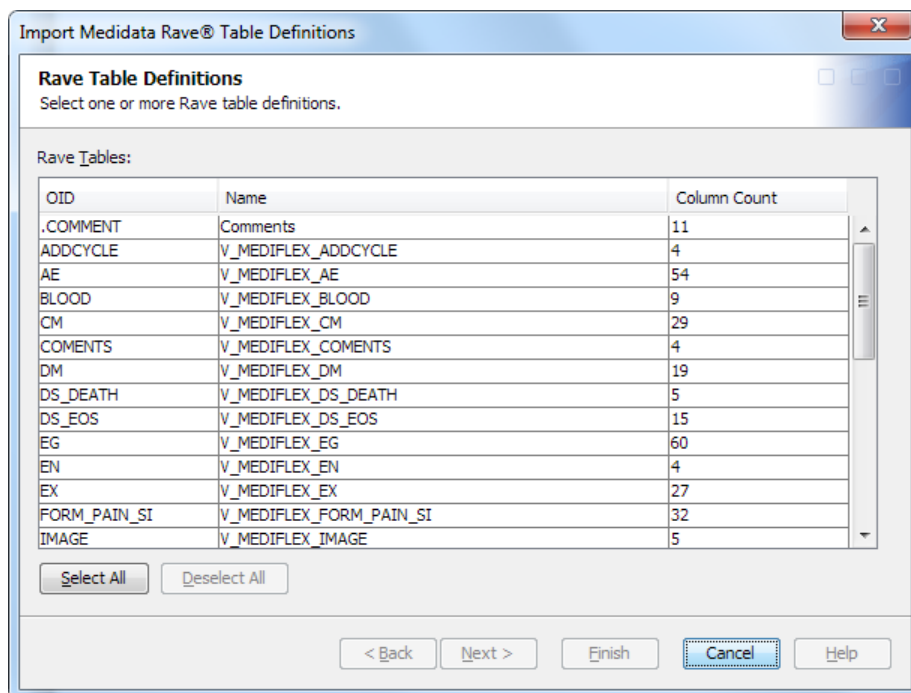 Import Medidata Rave® Table Definitions
Rave Table Definitions
Select one or more Rave table definitions.
Rave Tables:
OID Name Column Count
.COMMENT Comments 11
ADDCYCLE V_MEDIFLEX_ADDCYCLE 4
AE V_MEDIFLEX_AE 54
BLOOD V_MEDIFLEX_BLOOD 9
CM V_MEDIFLEX_CM 29
COMENTS V_MEDIFLEX_COMENTS 4
DM V_MEDIFLEX_DM 19
DS_DEATH V_MEDIFLEX_DS_DEATH 5
DS_EOS V_MEDIFLEX_DS_EOS 15
EG V_MEDIFLEX_EG 60
EN V_MEDIFLEX_EN 4
EX V_MEDIFLEX_EX 27
FORM_PAIN_SI V_MEDIFLEX_FORM_PAIN_SI 32
IMAGE V_MEDIFLEX_IMAGE 5
Select All Deselect All
< Back Next > Finish Cancel Help